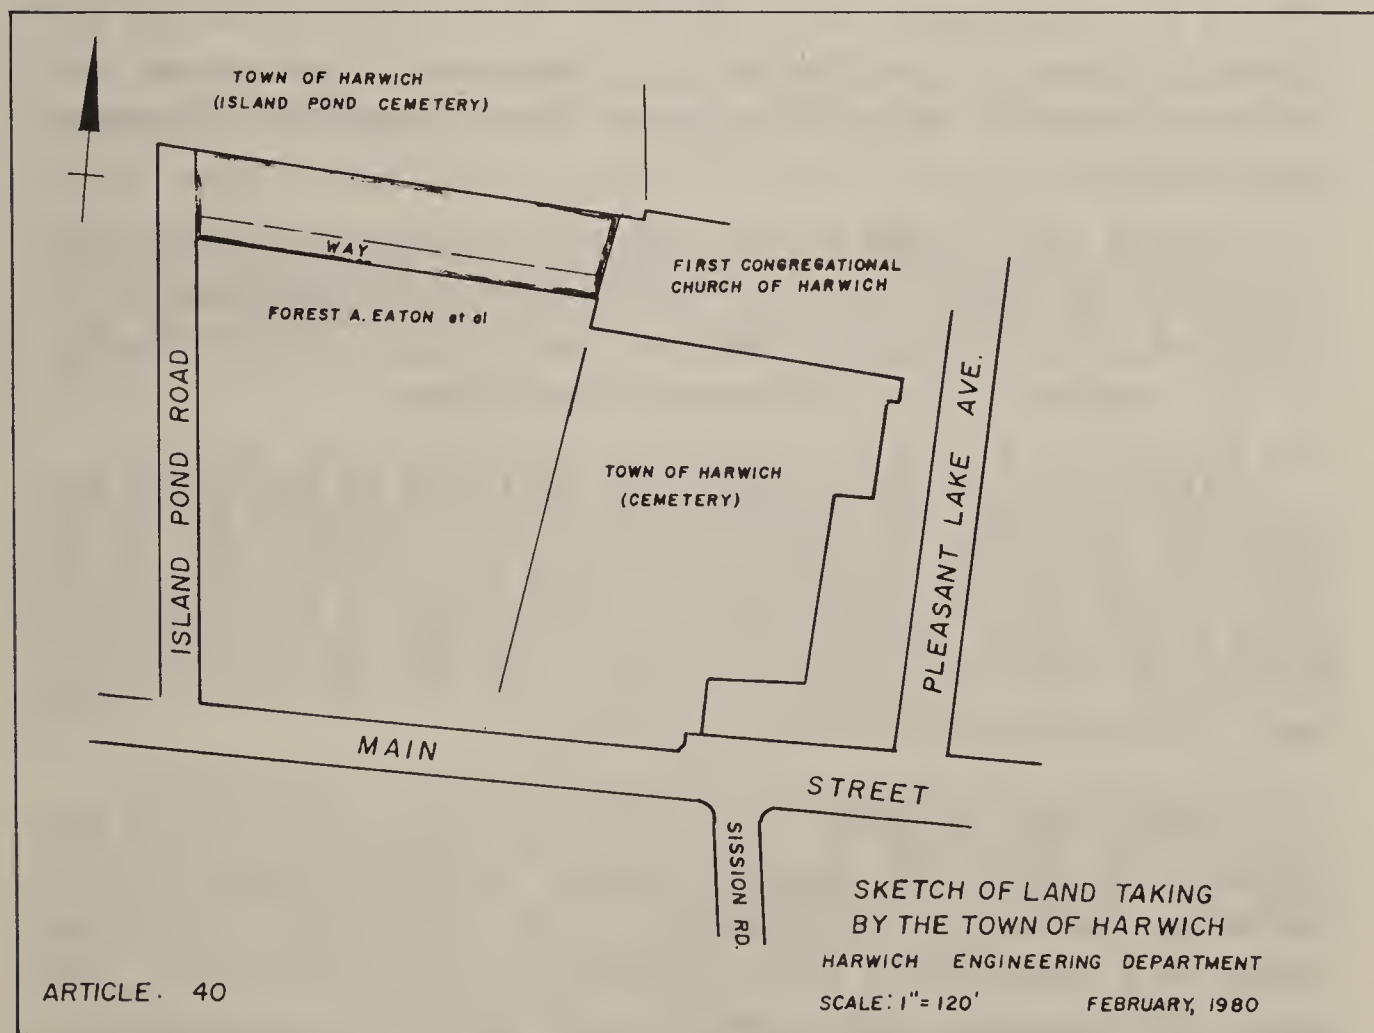 TOWN OF HARWICH
(ISLAND POND CEMETERY)
WAY
FIRST CONGREGATIONAL
CHURCH OF HARWICH
FOREST A. EATON et al
ISLAND POND ROAD
TOWN OF HARWICH
(CEMETERY)
PLEASANT LAKE AVE.
MAIN
STREET
SISSION RD.
SKETCH OF LAND TAKING
BY THE TOWN OF HARWICH
HARWICH ENGINEERING DEPARTMENT
SCALE: 1"= 120' FEBRUARY, 1980
ARTICLE. 40